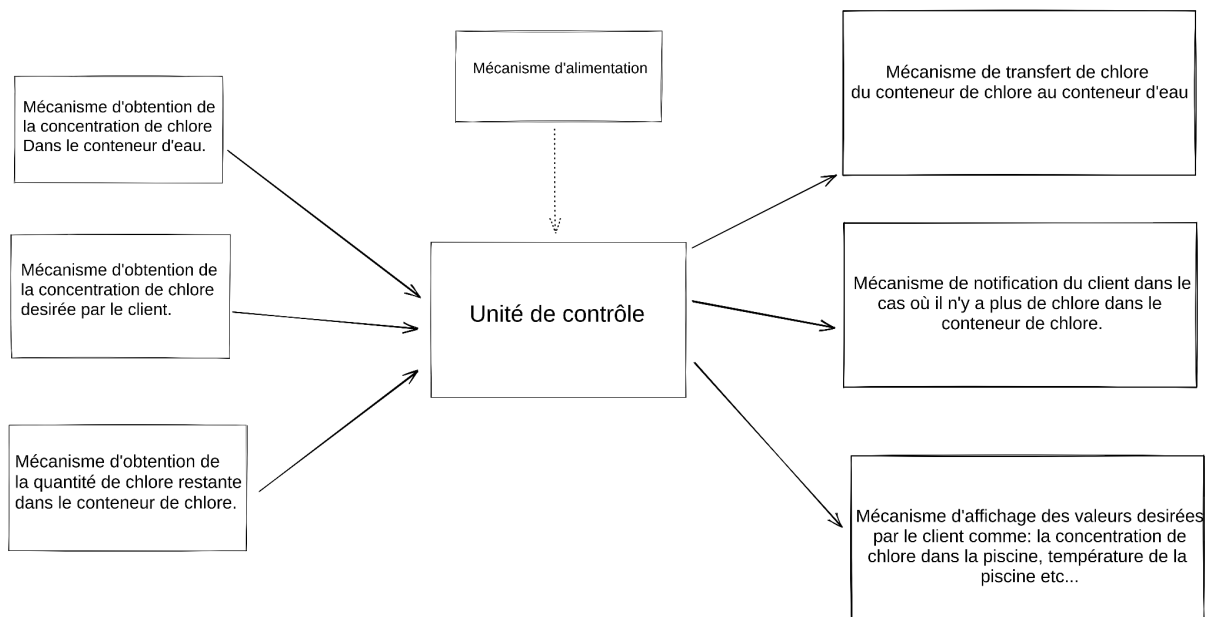 Mécanisme d'alimentation
Mécanisme de transfert de chlore
du conteneur de chlore au conteneur d'eau
Mécanisme d'obtention de
la concentration de chlore
Dans le conteneur d'eau.
Mécanisme d'obtention de
la concentration de chlore
desirée par le client.
Unité de contrôle
Mécanisme de notification du client dans le
cas où il n'y a plus de chlore dans le
conteneur de chlore.
Mécanisme d'obtention de
la quantité de chlore restante
dans le conteneur de chlore.
Mécanisme d'affichage des valeurs desirées
par le client comme: la concentration de
chlore dans la piscine, température de la
piscine etc...